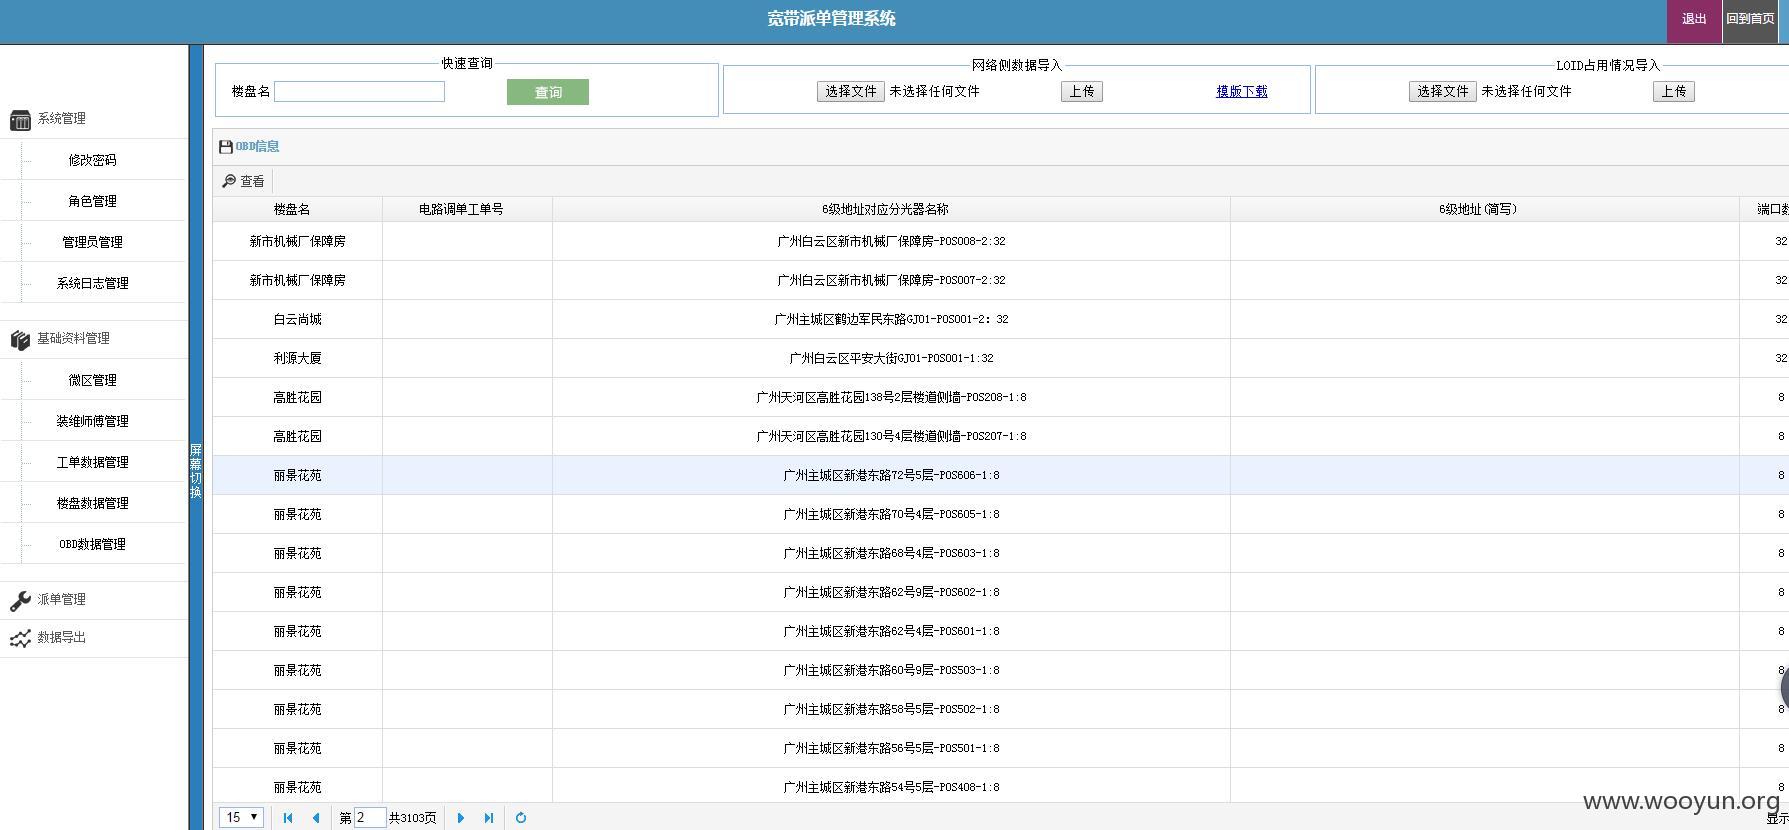 宽带派单管理系统
退出 回到首页
快速查询
楼盘名 查询
网络侧数据导入
选择文件 未选择任何文件 上传 模版下载
LOID占用情况导入
选择文件 未选择任何文件 上传
系统管理
修改密码
角色管理
管理员管理
系统日志管理
基础资料管理
微区管理
装维师傅管理
工单数据管理
楼盘数据管理
OBD数据管理
派单管理
数据导出
屏幕切换
OBD信息
查看
楼盘名 电路调单工单号 6级地址对应分光器名称 6级地址(简写) 端口数
新市机械厂保障房 广州白云区新市机械厂保障房-POS008-2:32 32
新市机械厂保障房 广州白云区新市机械厂保障房-POS007-2:32 32
白云尚城 广州主城区鹤边军民东路GJ01-POS001-2：32 32
利源大厦 广州白云区平安大街GJ01-POS001-1:32 32
高胜花园 广州天河区高胜花园138号2层楼道侧墙-POS208-1:8 8
高胜花园 广州天河区高胜花园130号4层楼道侧墙-POS207-1:8 8
丽景花苑 广州主城区新港东路72号5层-POS606-1:8 8
丽景花苑 广州主城区新港东路70号4层-POS605-1:8 8
丽景花苑 广州主城区新港东路68号4层-POS603-1:8 8
丽景花苑 广州主城区新港东路62号9层-POS602-1:8 8
丽景花苑 广州主城区新港东路62号4层-POS601-1:8 8
丽景花苑 广州主城区新港东路60号9层-POS503-1:8 8
丽景花苑 广州主城区新港东路58号5层-POS502-1:8 8
丽景花苑 广州主城区新港东路56号5层-POS501-1:8 8
丽景花苑 广州主城区新港东路54号5层-POS408-1:8 8
15 第 2 共3103页 显示
www.wooyun.org